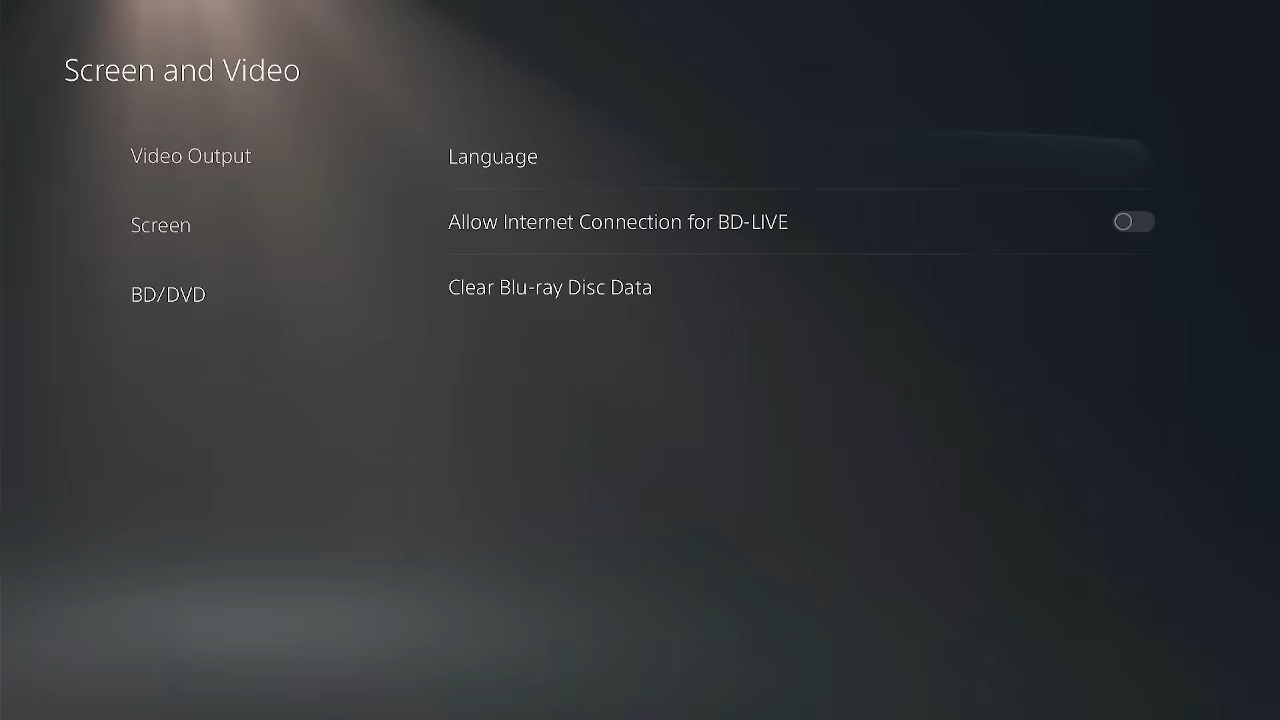 Screen and Video
Video Output
Screen
BD/DVD
Language
Allow Internet Connection for BD-LIVE
Clear Blu-ray Disc Data